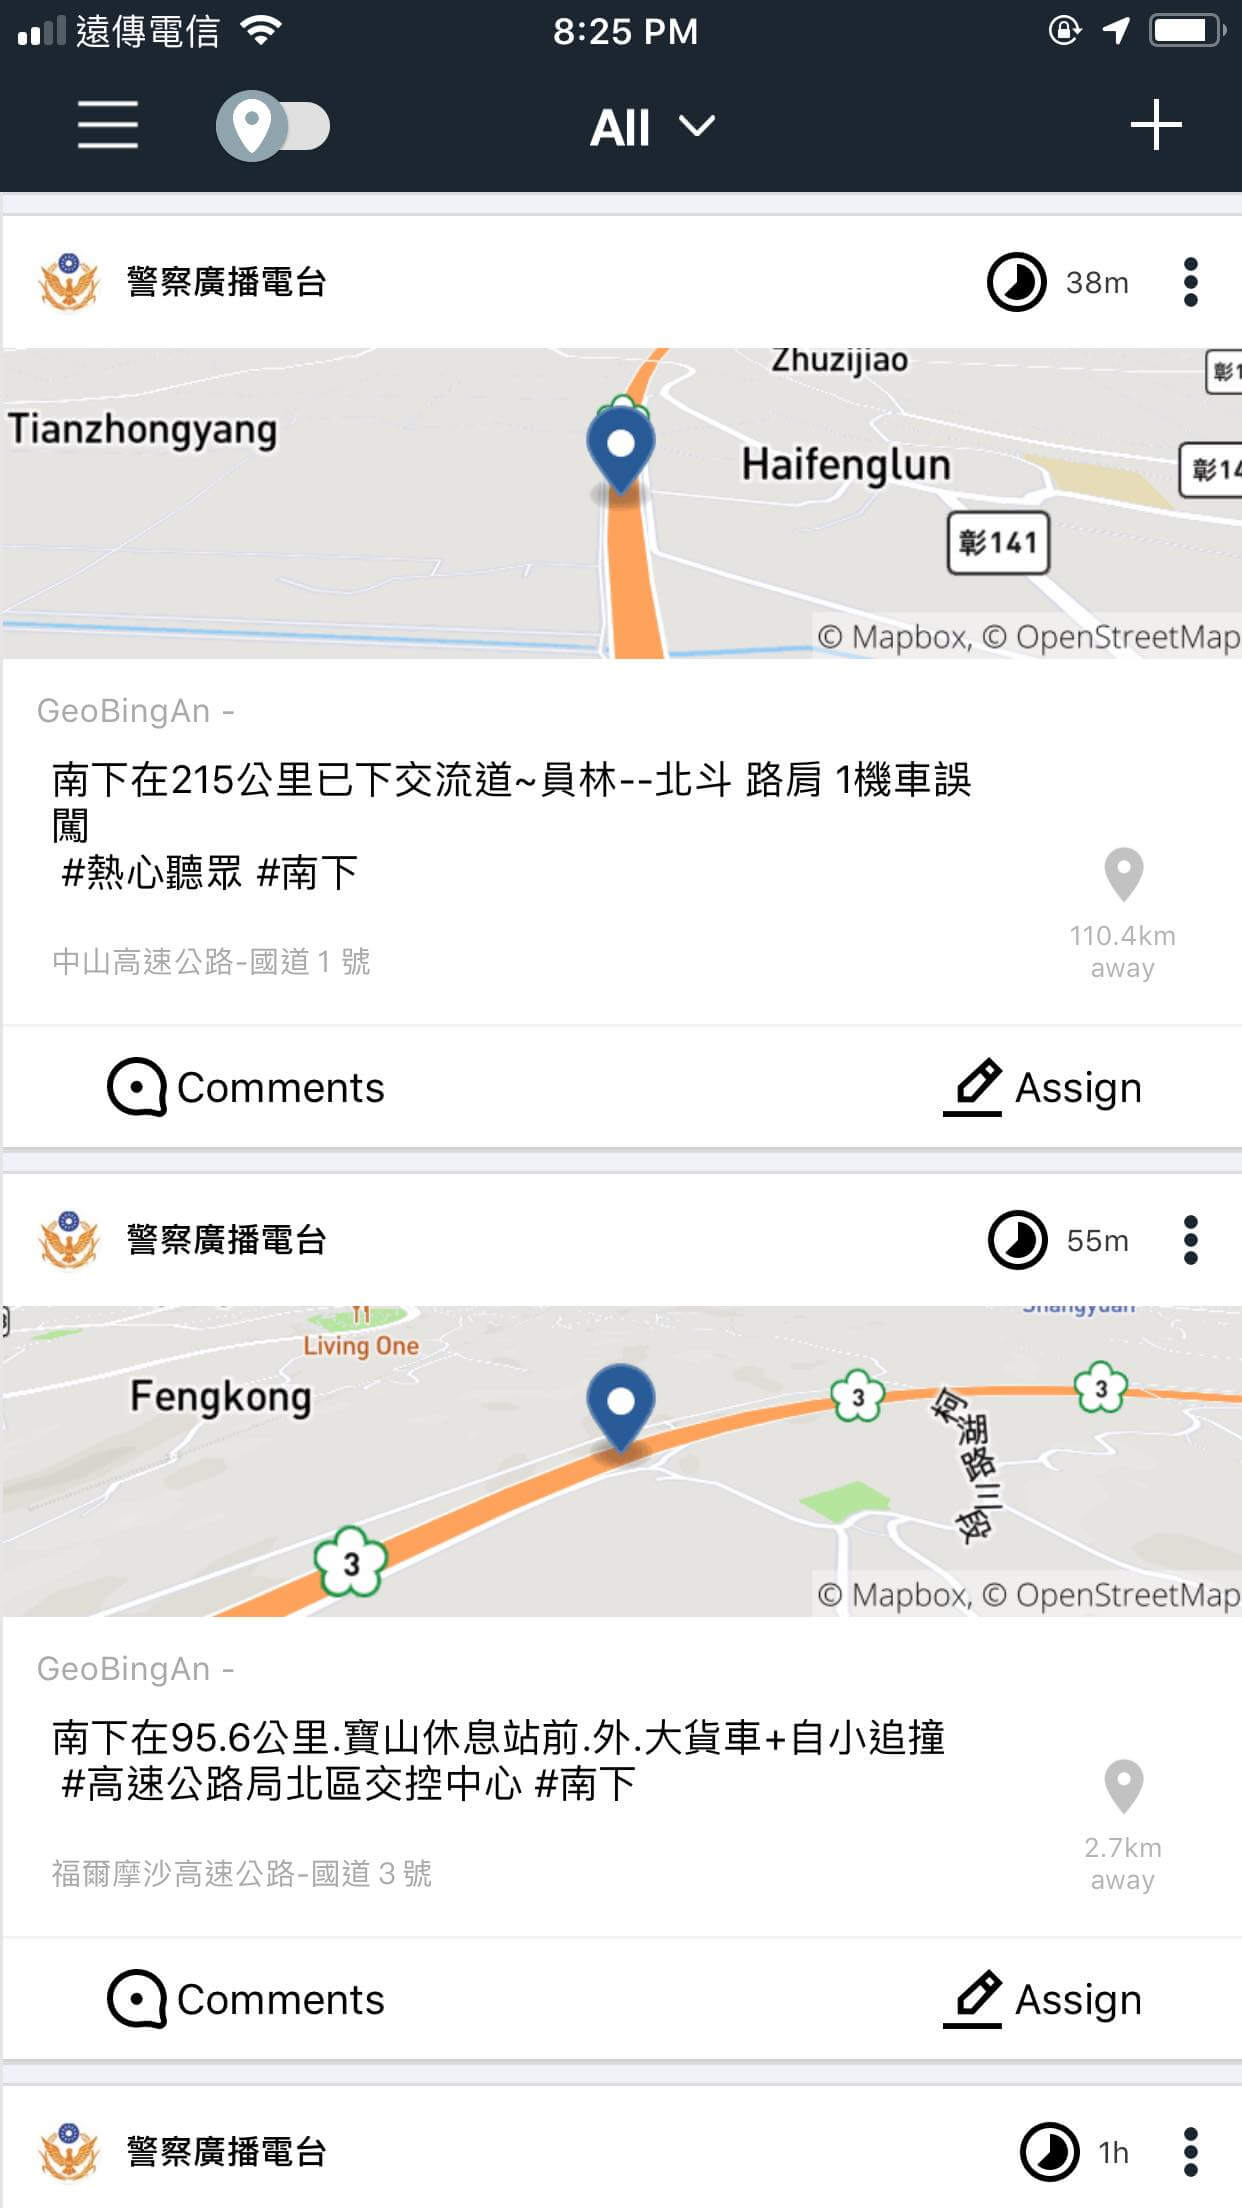 遠傳電信
8:25 PM
All
警察廣播電台
38m
Zhuzijiao
Tianzhongyang
Haifenglun
彰141
© Mapbox, © OpenStreetMap
GeoBingAn -
南下在215公里已下交流道~員林--北斗 路肩 1機車誤
闖
#熱心聽眾 #南下
110.4km
away
中山高速公路-國道 1 號
Comments
Assign
警察廣播電台
55m
Living One
Fengkong
3
3
柯湖路三段
3
© Mapbox, © OpenStreetMap
GeoBingAn -
南下在95.6公里.寶山休息站前.外.大貨車+自小追撞
#高速公路局北區交控中心 #南下
2.7km
away
福爾摩沙高速公路-國道 3 號
Comments
Assign
警察廣播電台
1h